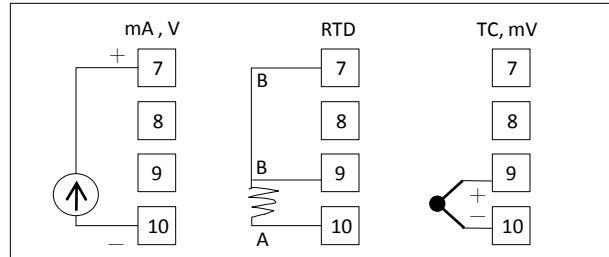 mA , V RTD TC, mV
+ 7 7 7
B
8 8 8
B + 
9 9 9
− 10 A 10 − 10